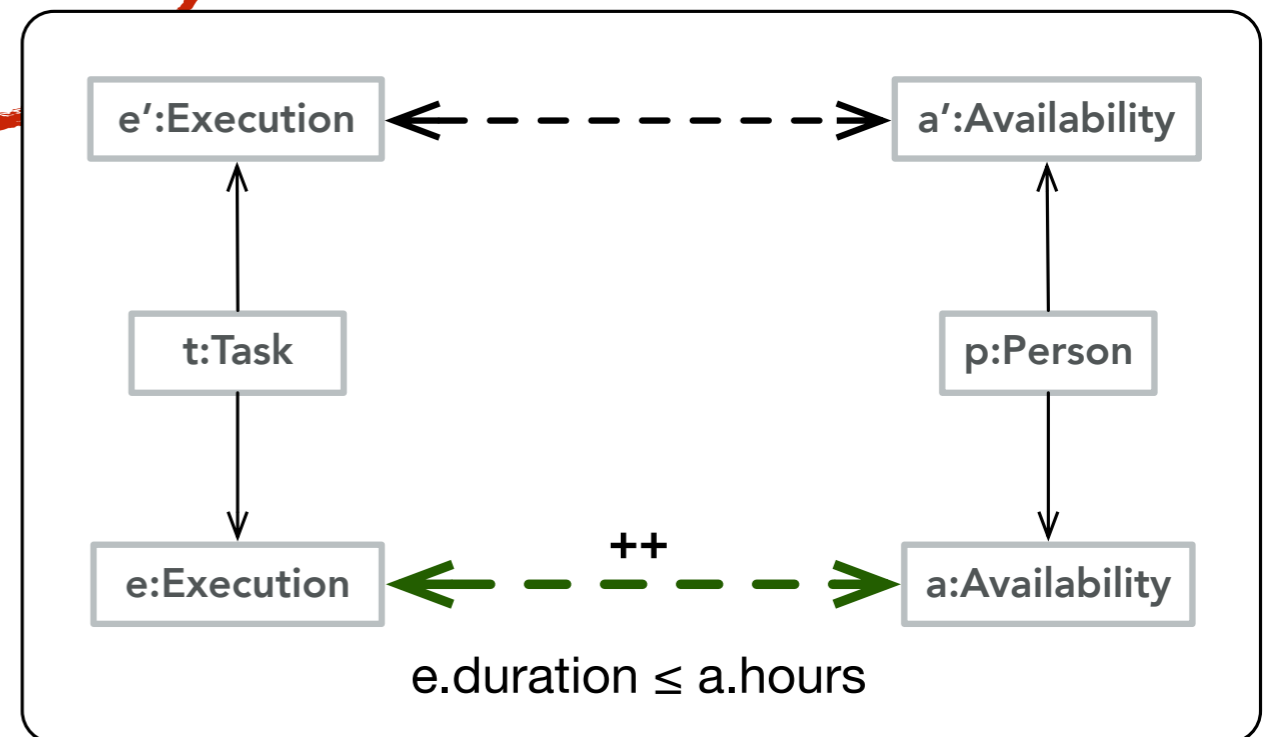 e′:Execution
a′:Availability
t:Task
p:Person
++
e:Execution
a:Availability
e.duration ≤ a.hours